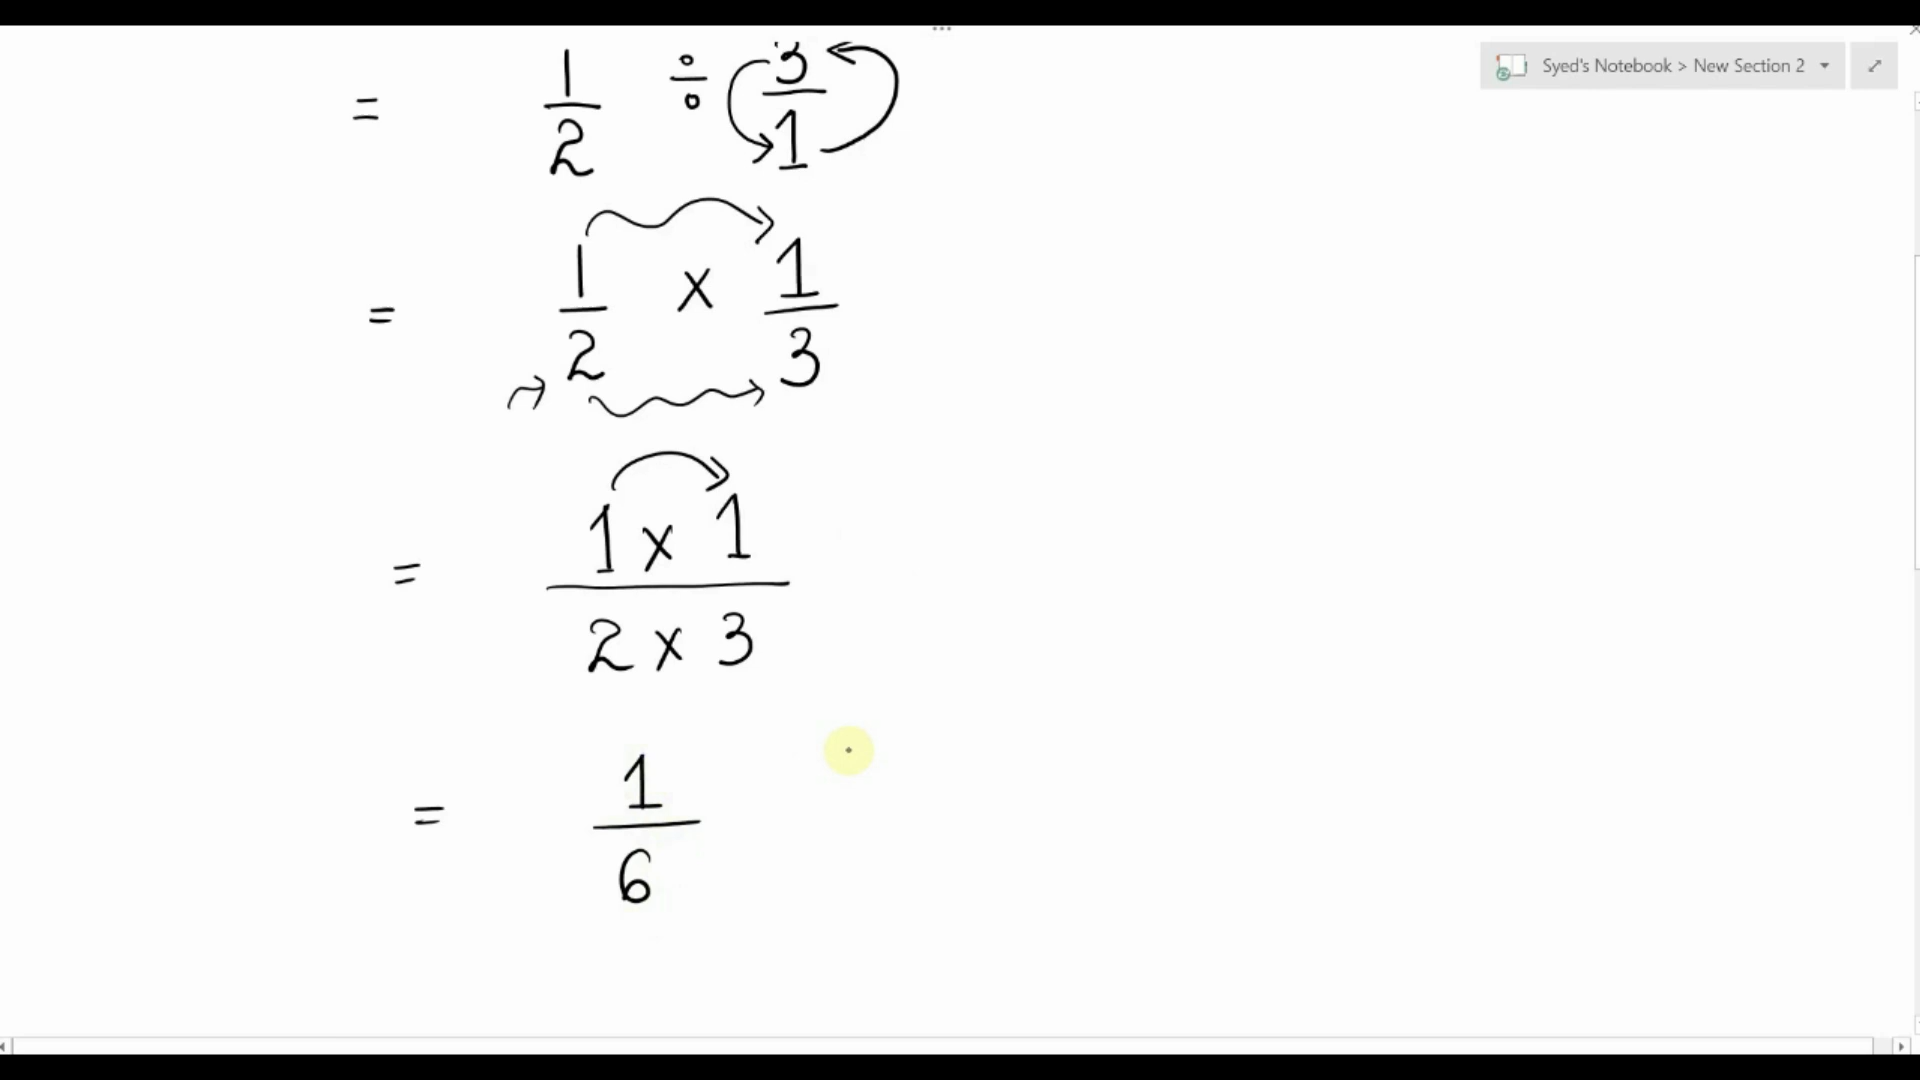 Syed's Notebook > New Section 2
= 1/2 ÷ 3/1
= 1/2 x 1/3
= 1 x 1 / 2 x 3
= 1/6